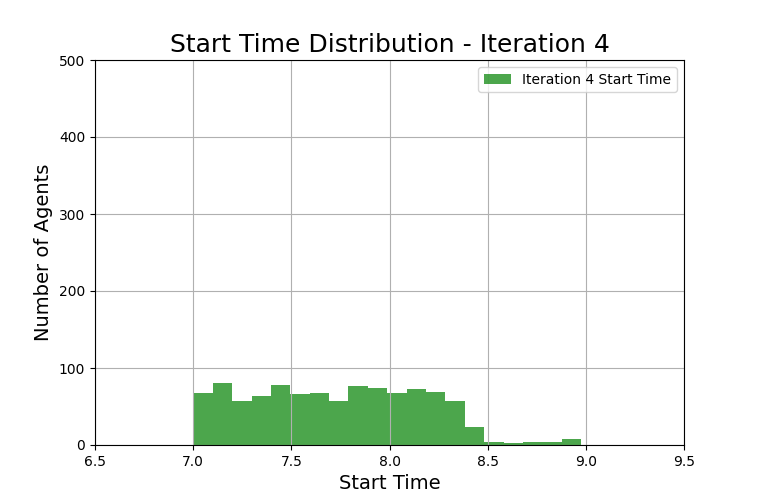 Start Time Distribution - Iteration 4
Iteration 4 Start Time
Number of Agents
500
400
300
200
100
0
6.5 7.0 7.5 8.0 8.5 9.0 9.5
Start Time